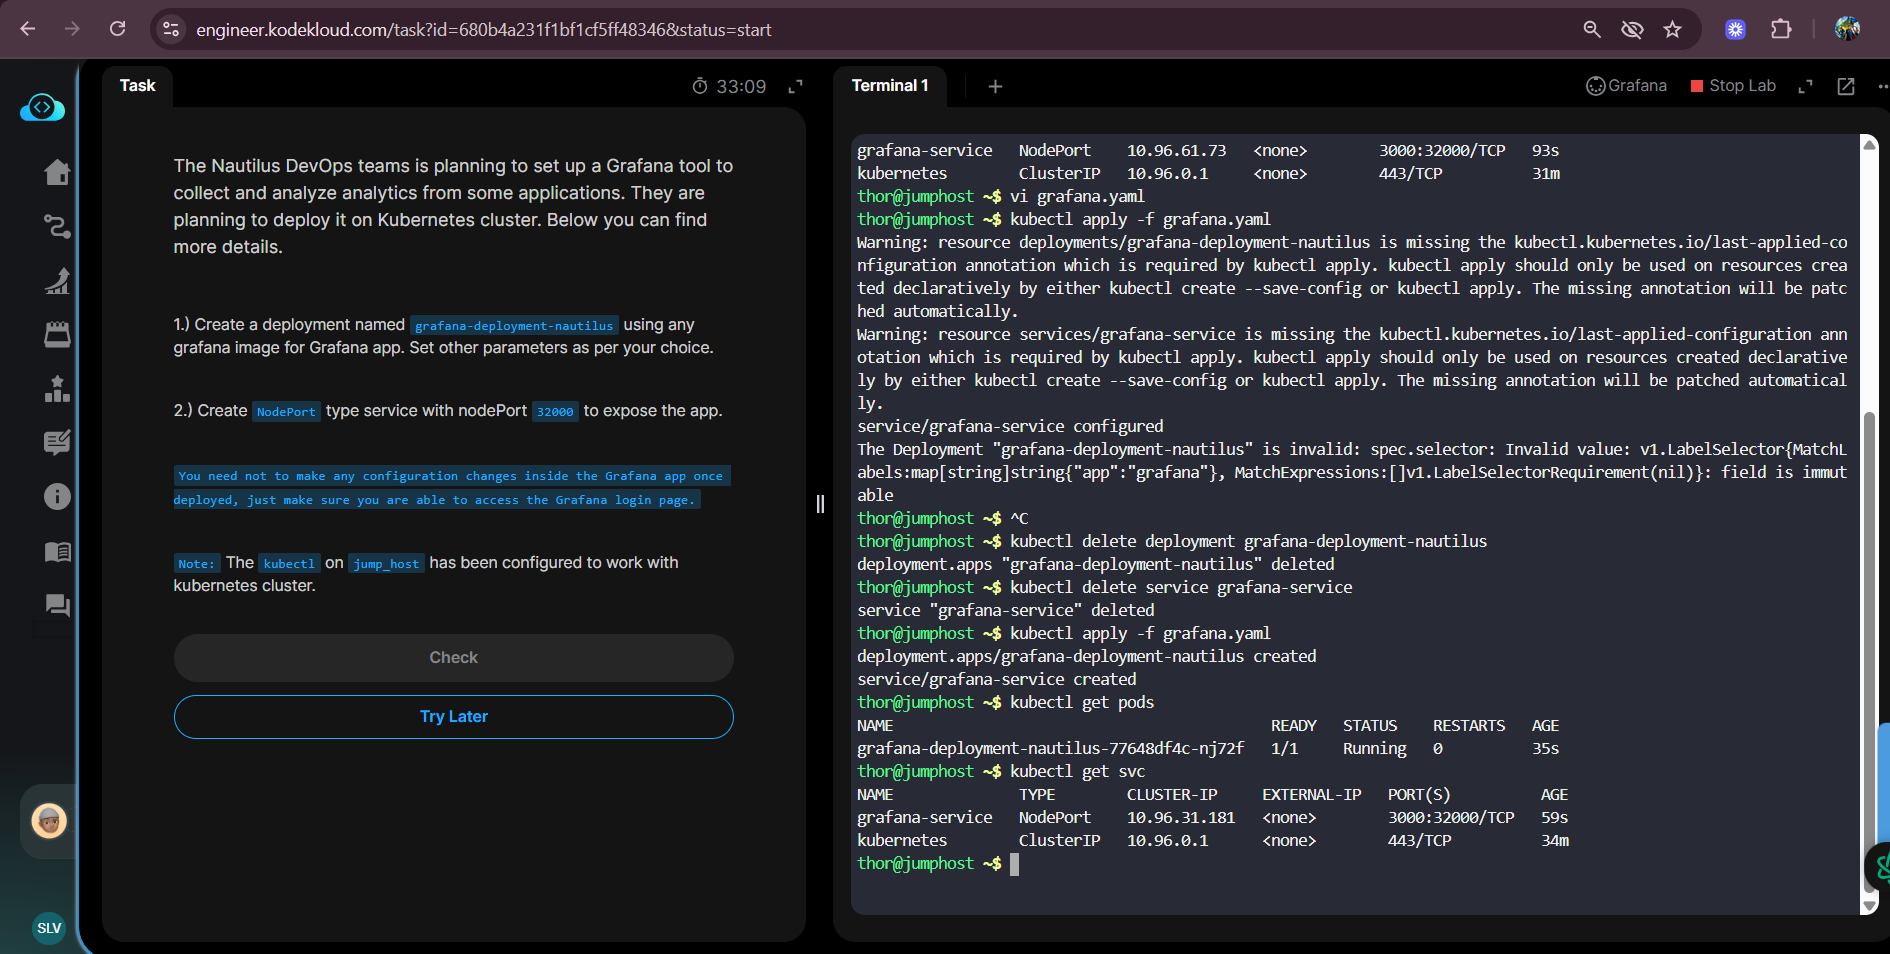 engineer.kodekloud.com/task?id=680b4a231f1bf1cf5ff48346&status=start
Task
33:09
Terminal 1
Grafana
Stop Lab
The Nautilus DevOps teams is planning to set up a Grafana tool to
collect and analyze analytics from some applications. They are
planning to deploy it on Kubernetes cluster. Below you can find
more details.
1.) Create a deployment named grafana-deployment-nautilus using any
grafana image for Grafana app. Set other parameters as per your choice.
2.) Create NodePort type service with nodePort 32000 to expose the app.
You need not to make any configuration changes inside the Grafana app once
deployed, just make sure you are able to access the Grafana login page.
Note: The kubectl on jump_host has been configured to work with
kubernetes cluster.
Check
Try Later
SLV
grafana-service NodePort 10.96.61.73 <none> 3000:32000/TCP 93s
kubernetes ClusterIP 10.96.0.1 <none> 443/TCP 31m
thor@jumphost ~$ vi grafana.yaml
thor@jumphost ~$ kubectl apply -f grafana.yaml
Warning: resource deployments/grafana-deployment-nautilus is missing the kubectl.kubernetes.io/last-applied-co
nfiguration annotation which is required by kubectl apply. kubectl apply should only be used on resources crea
ted declaratively by either kubectl create --save-config or kubectl apply. The missing annotation will be patc
hed automatically.
Warning: resource services/grafana-service is missing the kubectl.kubernetes.io/last-applied-configuration ann
otation which is required by kubectl apply. kubectl apply should only be used on resources created declarative
ly by either kubectl create --save-config or kubectl apply. The missing annotation will be patched automatical
ly.
service/grafana-service configured
The Deployment "grafana-deployment-nautilus" is invalid: spec.selector: Invalid value: v1.LabelSelector{MatchL
abels:map[string]string{"app":"grafana"}, MatchExpressions:[]v1.LabelSelectorRequirement(nil)}: field is immut
able
thor@jumphost ~$ ^C
thor@jumphost ~$ kubectl delete deployment grafana-deployment-nautilus
deployment.apps "grafana-deployment-nautilus" deleted
thor@jumphost ~$ kubectl delete service grafana-service
service "grafana-service" deleted
thor@jumphost ~$ kubectl apply -f grafana.yaml
deployment.apps/grafana-deployment-nautilus created
service/grafana-service created
thor@jumphost ~$ kubectl get pods
NAME READY STATUS RESTARTS AGE
grafana-deployment-nautilus-77648df4c-nj72f 1/1 Running 0 35s
thor@jumphost ~$ kubectl get svc
NAME TYPE CLUSTER-IP EXTERNAL-IP PORT(S) AGE
grafana-service NodePort 10.96.31.181 <none> 3000:32000/TCP 59s
kubernetes ClusterIP 10.96.0.1 <none> 443/TCP 34m
thor@jumphost ~$